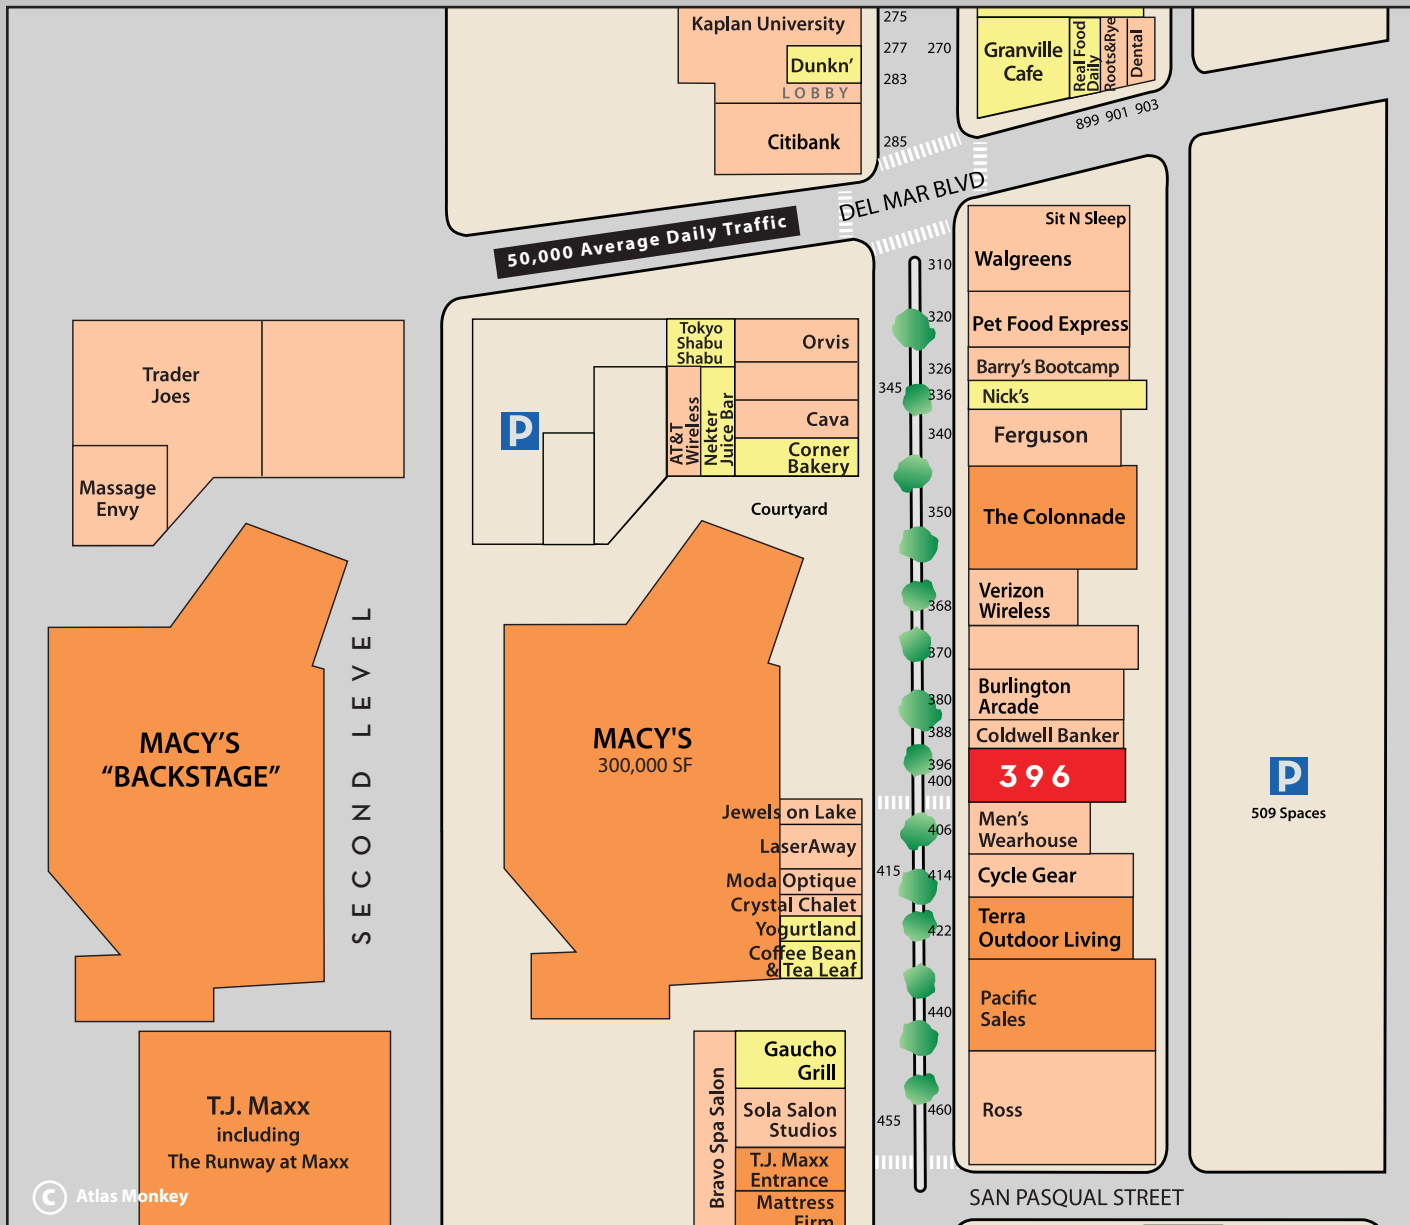 Kaplan University
Dunkn'
LOBBY
Citibank
275
277
283
285
270
Granville
Cafe
Real Food
Daily
Roots&Rye
Dental
899 901 903
DEL MAR BLVD
50,000 Average Daily Traffic
Trader
Joes
Massage
Envy
MACY'S
“BACKSTAGE”
SECOND LEVEL
T.J. Maxx
including
The Runway at Maxx
P
Tokyo
Shabu
Shabu
AT&T
Wireless
Nekter
Juice Bar
Orvis
Cava
Corner
Bakery
Courtyard
MACY'S
300,000 SF
Jewels on Lake
LaserAway
Moda Optique
Crystal Chalet
Yogurtland
Coffee Bean
& Tea Leaf
Bravo Spa Salon
Gaucho
Grill
Sola Salon
Studios
T.J. Maxx
Entrance
Mattress
Firm
345
415
455
310
320
326
336
340
350
368
370
380
388
396
400
406
414
422
440
460
Sit N Sleep
Walgreens
Pet Food Express
Barry's Bootcamp
Nick's
Ferguson
The Colonnade
Verizon
Wireless
Burlington
Arcade
Coldwell Banker
396
Men's
Wearhouse
Cycle Gear
Terra
Outdoor Living
Pacific
Sales
Ross
P
509 Spaces
SAN PASQUAL STREET
C Atlas Monkey